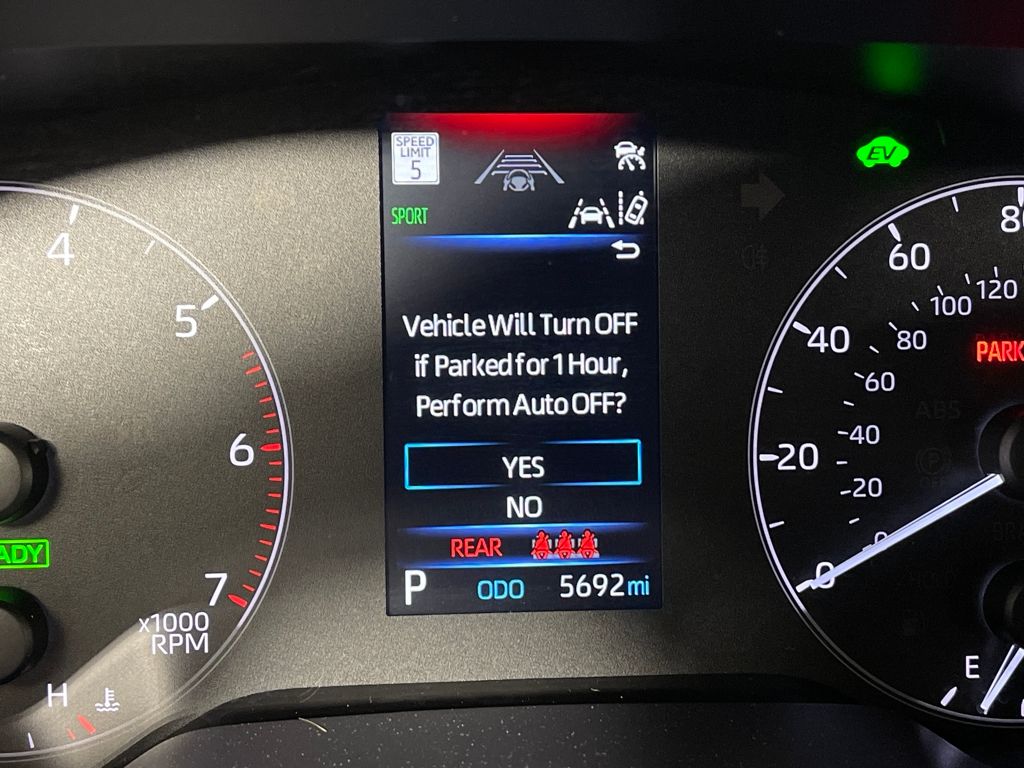 SPEED
LIMIT
5
SPORT
EV
Vehicle Will Turn OFF
if Parked for 1 Hour,
Perform Auto OFF?
YES
NO
REAR
P ODO 5692 mi
4
5
6
7
x1000
RPM
ADY
H
80
60
40
20
0
120
100
80
60
40
20
0
PARK
ABS
E